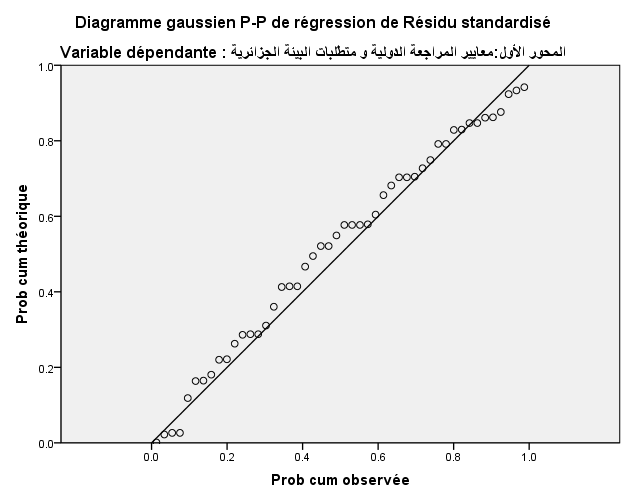 Diagramme gaussien P-P de régression de Résidu standardisé
Variable dépendante : المحور الأول:معايير المراجعة الدولية و متطلبات البيئة الجزائرية
1.0
0.8
0.6
0.4
0.2
0.0
Prob cum théorique
0.0 0.2 0.4 0.6 0.8 1.0
Prob cum observée